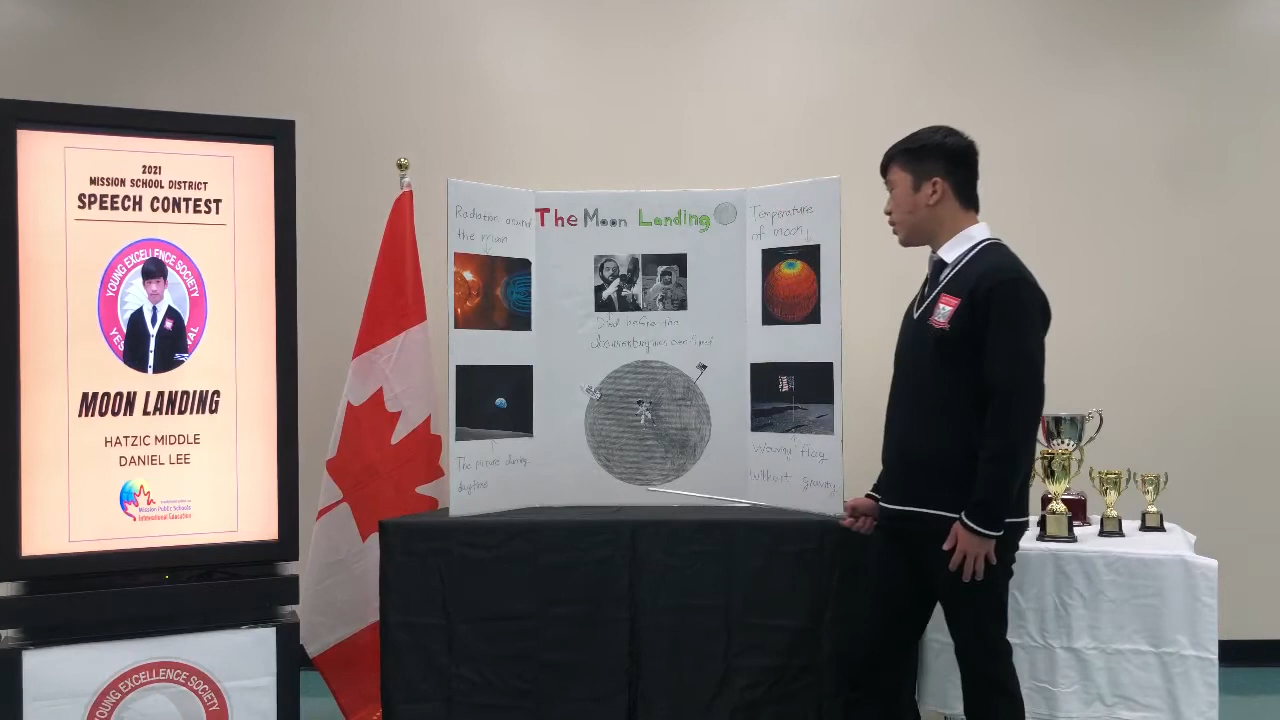 2021
MISSION SCHOOL DISTRICT
SPEECH CONTEST
YOUNG EXCELLENCE SOCIETY
YES
MOON LANDING
HATZIC MIDDLE
DANIEL LEE
Mission Public Schools
International Education
YOUNG EXCELLENCE SOCIETY
The Moon Landing
Radiation around
the moon
The picture during
daytime
Temperature
of moon
Waving flag
without gravity